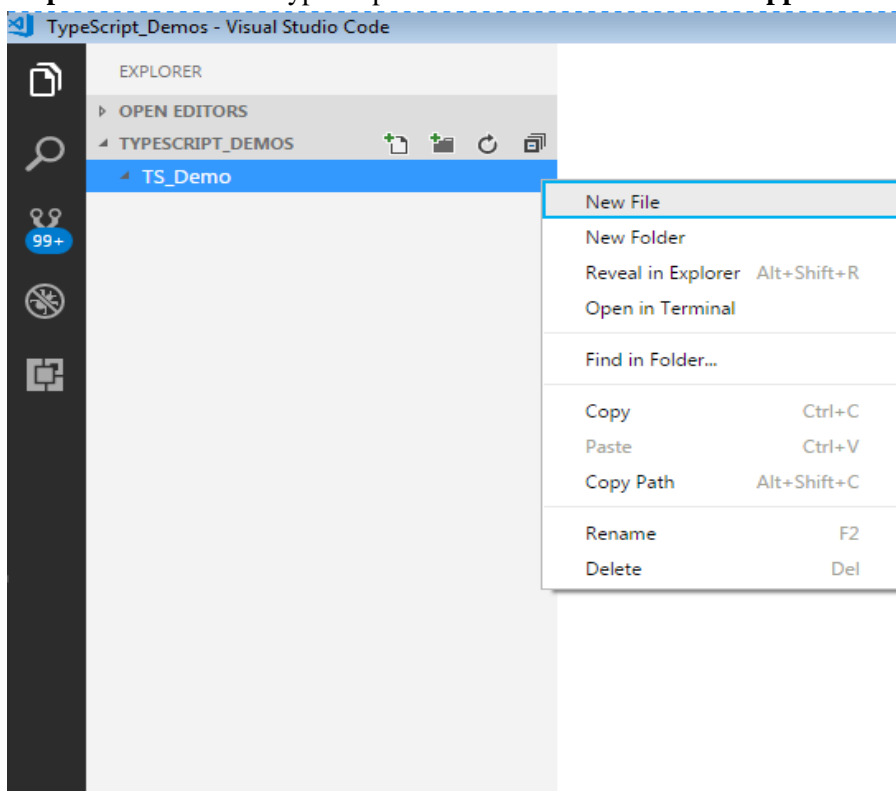 TypeScript_Demos - Visual Studio Code
EXPLORER
OPEN EDITORS
TYPESCRIPT_DEMOS
TS_Demo
99+
New File
New Folder
Reveal in Explorer Alt+Shift+R
Open in Terminal
Find in Folder...
Copy Ctrl+C
Paste Ctrl+V
Copy Path Alt+Shift+C
Rename F2
Delete Del